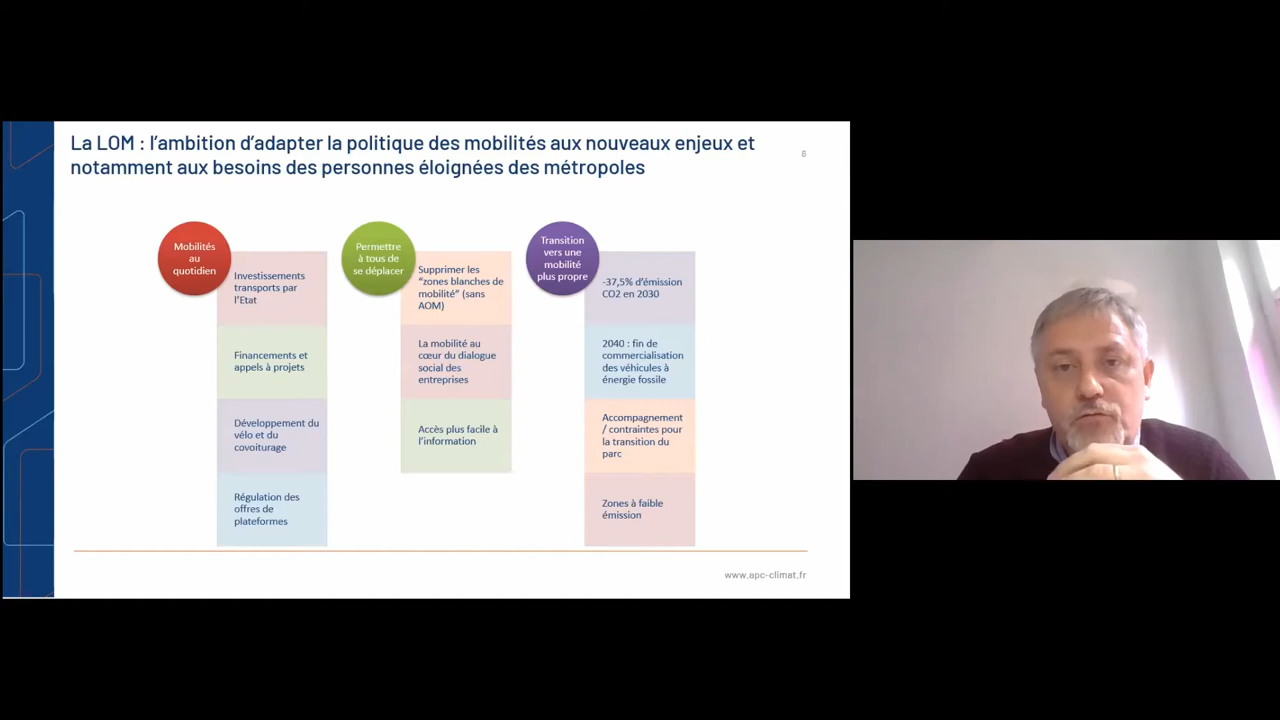 La LOM : l'ambition d'adapter la politique des mobilités aux nouveaux enjeux et
notamment aux besoins des personnes éloignées des métropoles
8
Mobilités
au
quotidien
Investissements
transports par
l'Etat
Financements et
appels à projets
Développement du
vélo et du
covoiturage
Régulation des
offres de
plateformes
Permettre
à tous de
se déplacer
Supprimer les
"zones blanches de
mobilité" (sans
AOM)
La mobilité au
cœur du dialogue
social des
entreprises
Accès plus facile à
l'information
Transition
vers une
mobilité
plus propre
-37,5% d'émission
CO2 en 2030
2040 : fin de
commercialisation
des véhicules à
énergie fossile
Accompagnement
/ contraintes pour
la transition du
parc
Zones à faible
émission
www.apc-climat.fr